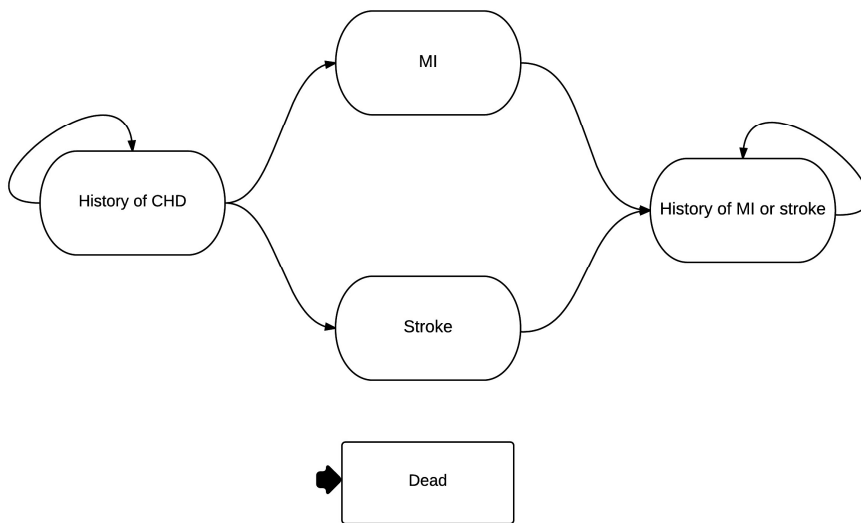 MI
History of CHD
History of MI or stroke
Stroke
Dead